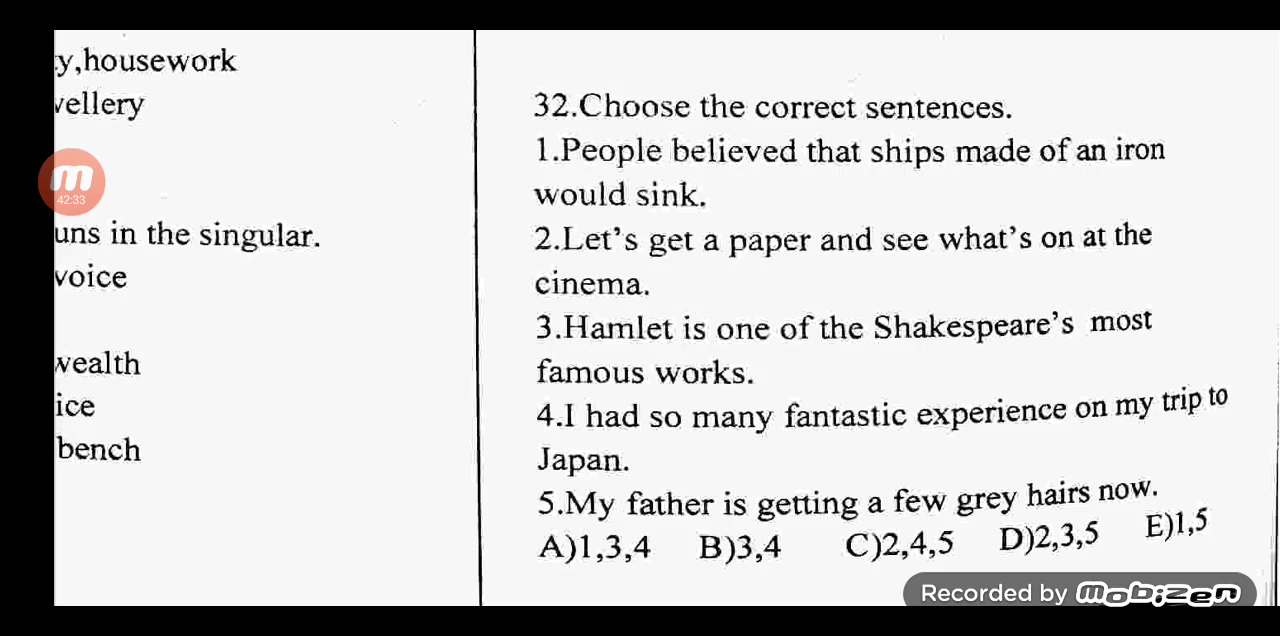 y,housework
vellery
42:33
uns in the singular.
voice
wealth
ice
bench
32.Choose the correct sentences.
1.People believed that ships made of an iron
would sink.
2.Let's get a paper and see what's on at the
cinema.
3.Hamlet is one of the Shakespeare's most
famous works.
4.I had so many fantastic experience on my trip to
Japan.
5.My father is getting a few grey hairs now.
A)1,3,4 B)3,4 C)2,4,5 D)2,3,5 E)1,5
Recorded by mobizen